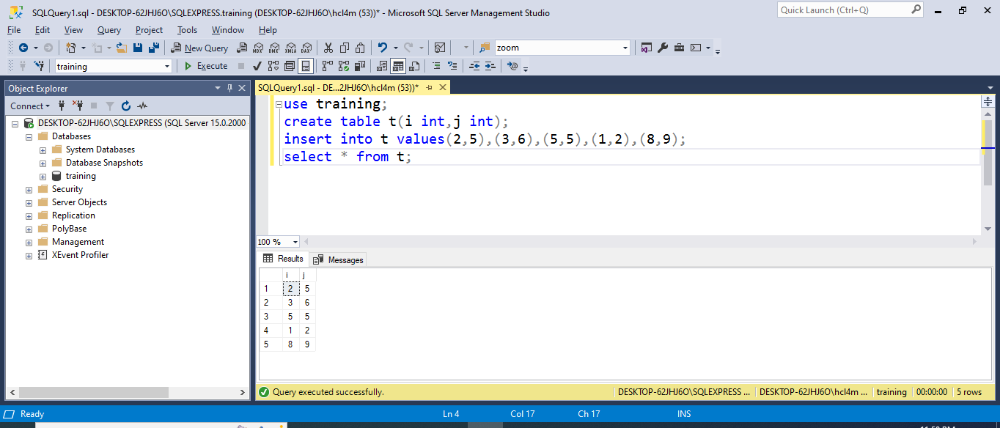 SQLQuery1.sql - DESKTOP-62JHJ6O\SQLEXPRESS.training (DESKTOP-62JHJ6O\hcl4m (53))* - Microsoft SQL Server Management Studio
Quick Launch (Ctrl+Q)
File Edit View Query Project Tools Window Help
New Query MDX DMX XMLA DAX zoom
training Execute
Object Explorer
Connect
DESKTOP-62JHJ6O\SQLEXPRESS (SQL Server 15.0.2000
Databases
System Databases
Database Snapshots
training
Security
Server Objects
Replication
PolyBase
Management
XEvent Profiler
SQLQuery1.sql - DE...2JHJ6O\hcl4m (53))*
use training;
create table t(i int,j int);
insert into t values(2,5),(3,6),(5,5),(1,2),(8,9);
select * from t;
100 %
Results Messages
i j
1 2 5
2 3 6
3 5 5
4 1 2
5 8 9
Query executed successfully. DESKTOP-62JHJ6O\SQLEXPRESS ... DESKTOP-62JHJ6O\hcl4m ... training 00:00:00 5 rows
Ready Ln 4 Col 17 Ch 17 INS